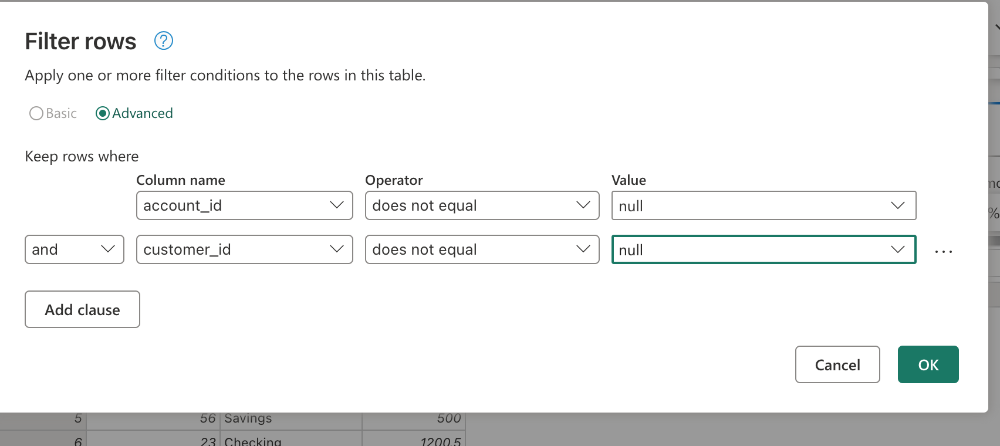 Filter rows ?
Apply one or more filter conditions to the rows in this table.
Basic Advanced
Keep rows where
Column name Operator Value
account_id does not equal null
and customer_id does not equal null ...
Add clause
Cancel OK
5 56 Savings 500
6 23 Checking 1200.5
%